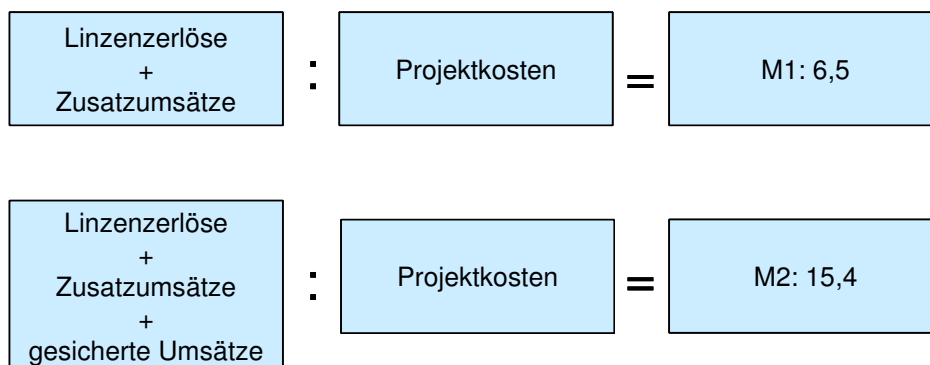 Linzenzerlöse
+
Zusatzumsätze
:
Projektkosten
=
M1: 6,5
Linzenzerlöse
+
Zusatzumsätze
+
gesicherte Umsätze
:
Projektkosten
=
M2: 15,4